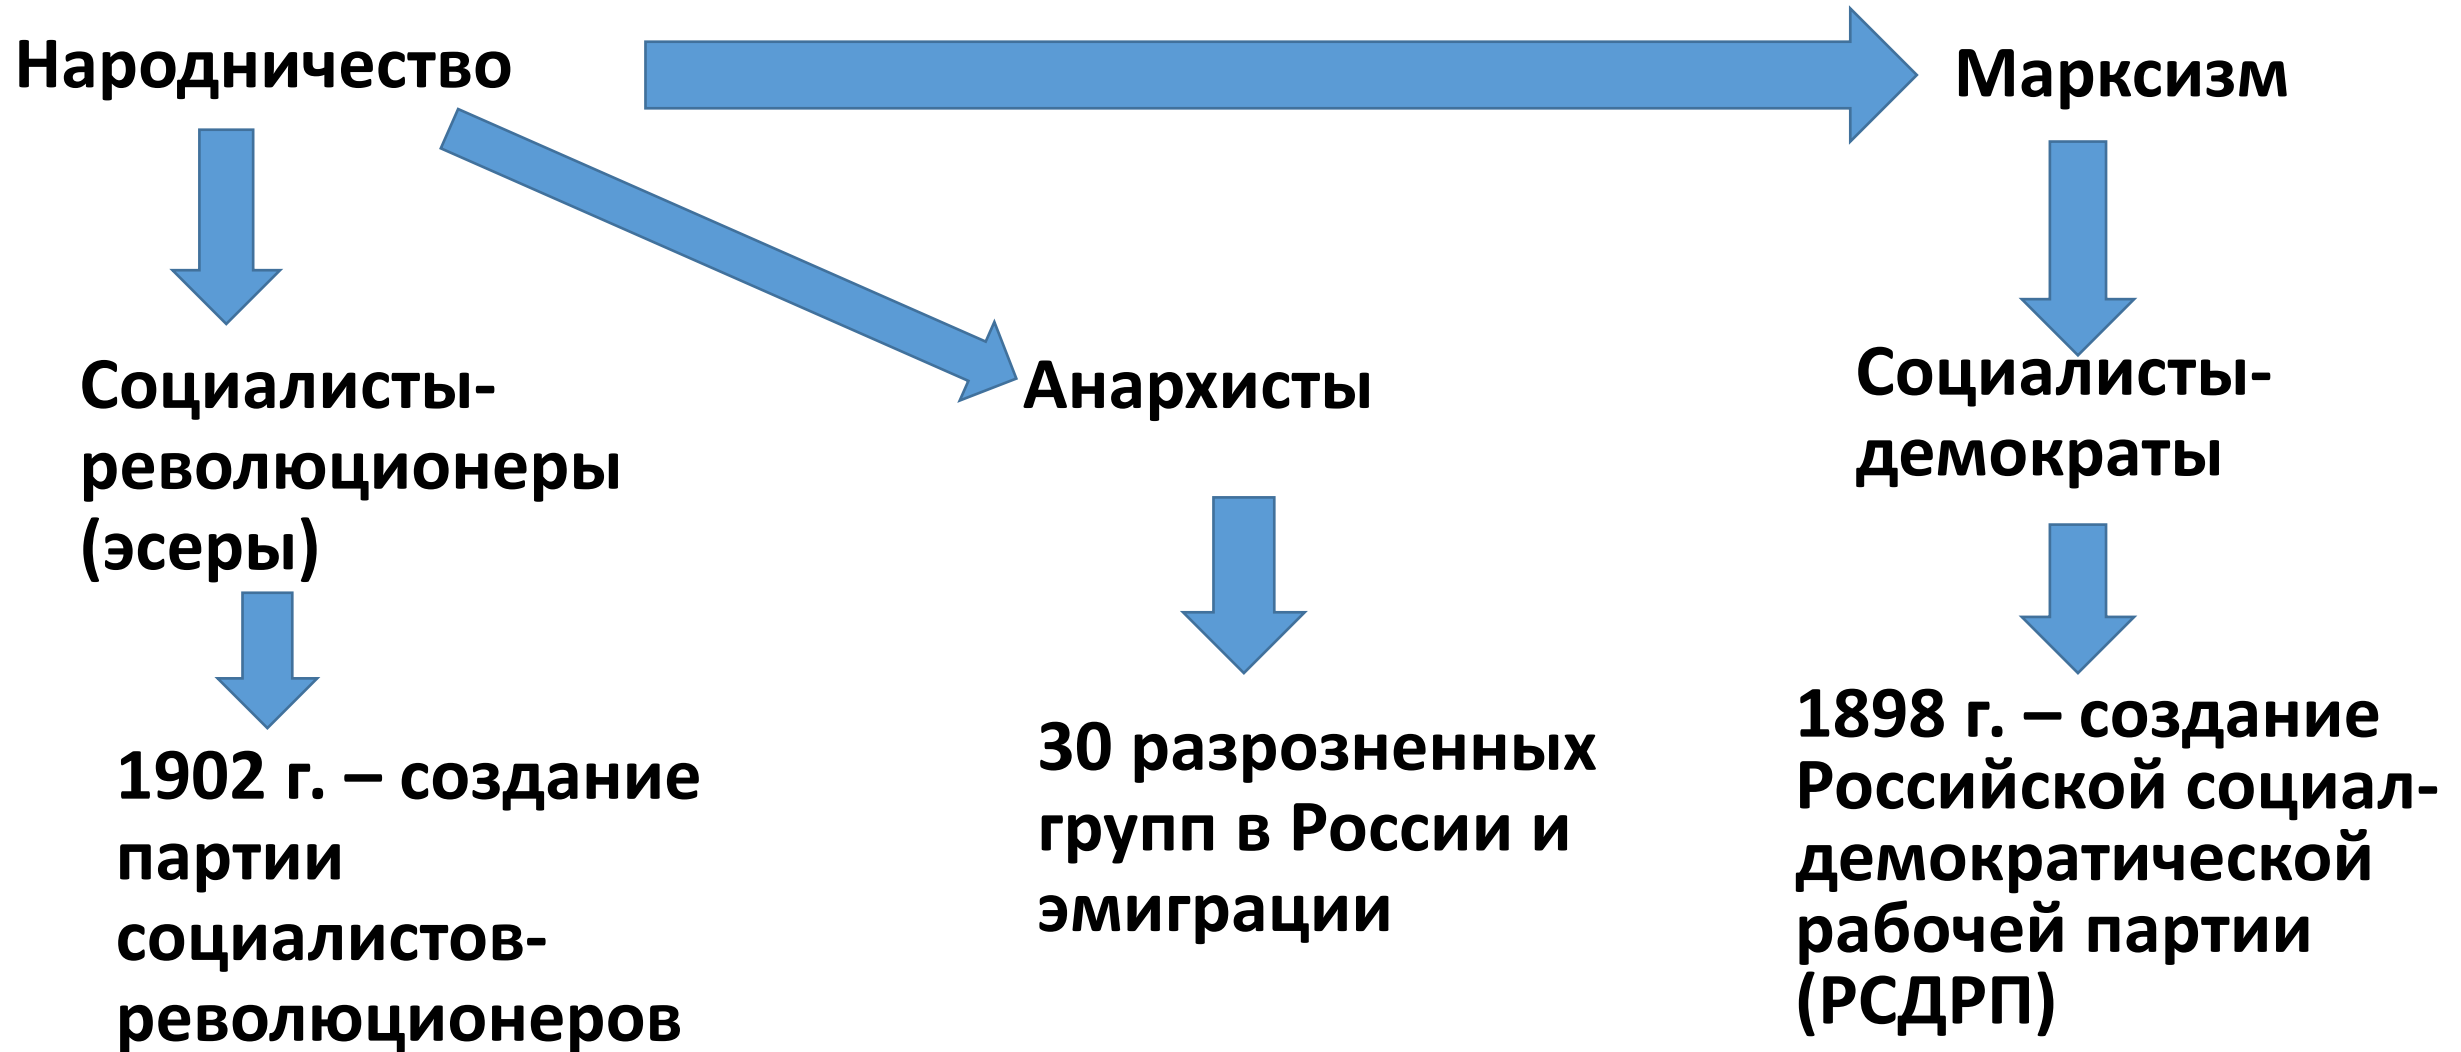 Народничество
Марксизм
Социалисты-
революционеры
(эсеры)
Анархисты
Социалисты-
демократы
1902 г. – создание
партии
социалистов-
революционеров
30 разрозненных
групп в России и
эмиграции
1898 г. – создание
Российской социал-
демократической
рабочей партии
(РСДРП)